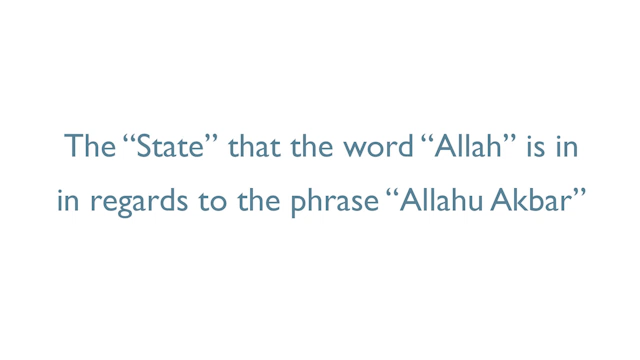 The “State” that the word “Allah” is in
in regards to the phrase “Allahu Akbar”